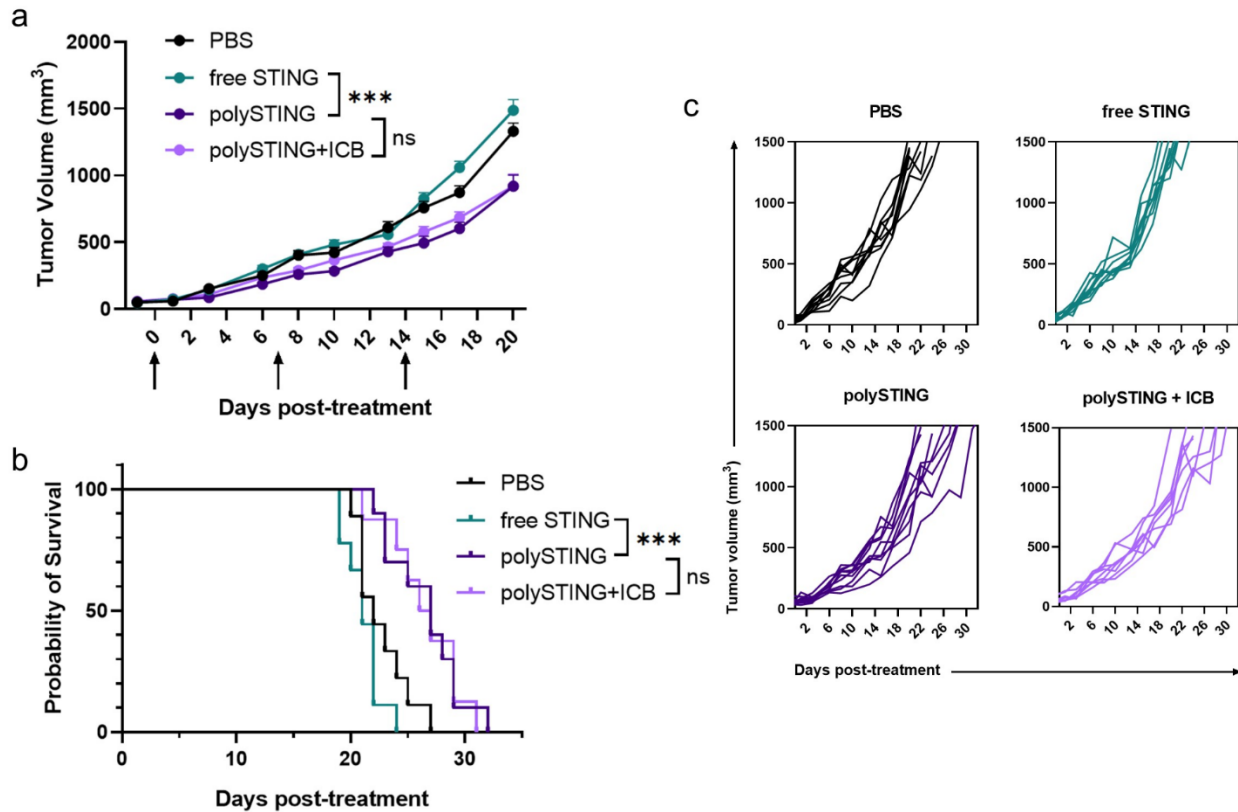 a
2000
1500
1000
500
0
Tumor Volume (mm³)
PBS
free STING
polySTING
polySTING+ICB
***
ns
0 2 4 6 8 10 12 14 16 18 20
Days post-treatment
b
100
50
0
Probability of Survival
PBS
free STING
polySTING
polySTING+ICB
***
ns
0 10 20 30
Days post-treatment
c
PBS
1500
1000
500
0
2 6 10 14 18 22 26 30
free STING
1500
1000
500
0
2 6 10 14 18 22 26 30
polySTING
1500
1000
500
0
2 6 10 14 18 22 26 30
polySTING + ICB
1500
1000
500
0
2 6 10 14 18 22 26 30
Tumor volume (mm³)
Days post-treatment